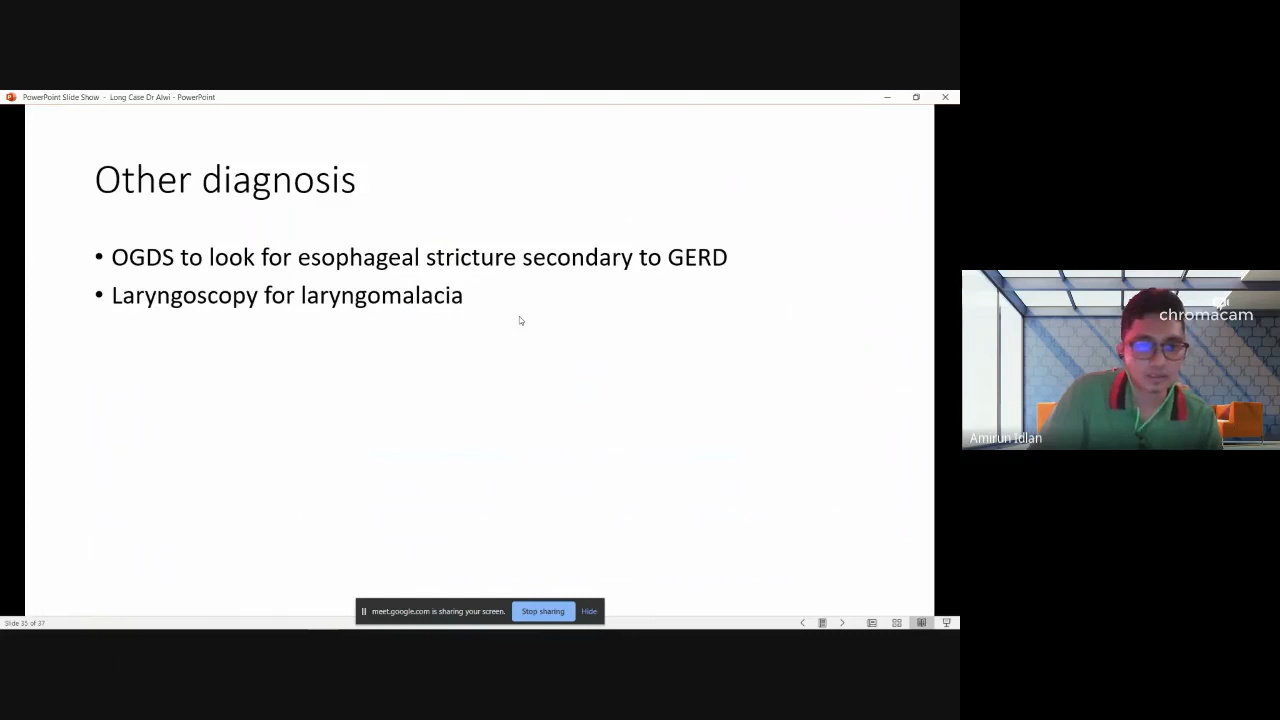 PowerPoint Slide Show - Long Case Dr Alwi - PowerPoint
Other diagnosis
• OGDS to look for esophageal stricture secondary to GERD
• Laryngoscopy for laryngomalacia
chromacam
Amirun Idlan
meet.google.com is sharing your screen. Stop sharing Hide
Slide 35 of 37